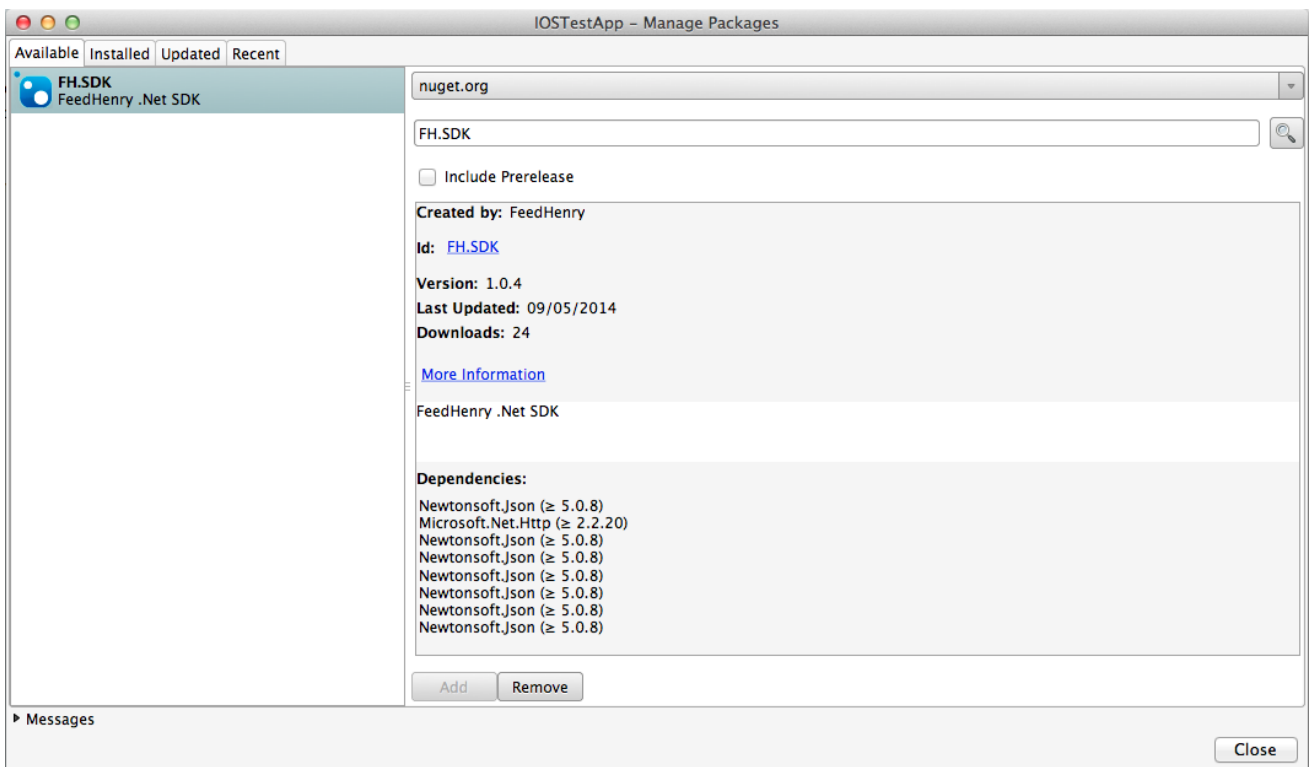 IOSTestApp – Manage Packages
Available Installed Updated Recent
FH.SDK
FeedHenry .Net SDK
nuget.org
FH.SDK
Include Prerelease
Created by: FeedHenry
Id: FH.SDK
Version: 1.0.4
Last Updated: 09/05/2014
Downloads: 24
More Information
FeedHenry .Net SDK
Dependencies:
Newtonsoft.Json (≥ 5.0.8)
Microsoft.Net.Http (≥ 2.2.20)
Newtonsoft.Json (≥ 5.0.8)
Newtonsoft.Json (≥ 5.0.8)
Newtonsoft.Json (≥ 5.0.8)
Newtonsoft.Json (≥ 5.0.8)
Newtonsoft.Json (≥ 5.0.8)
Newtonsoft.Json (≥ 5.0.8)
Add Remove
Messages
Close